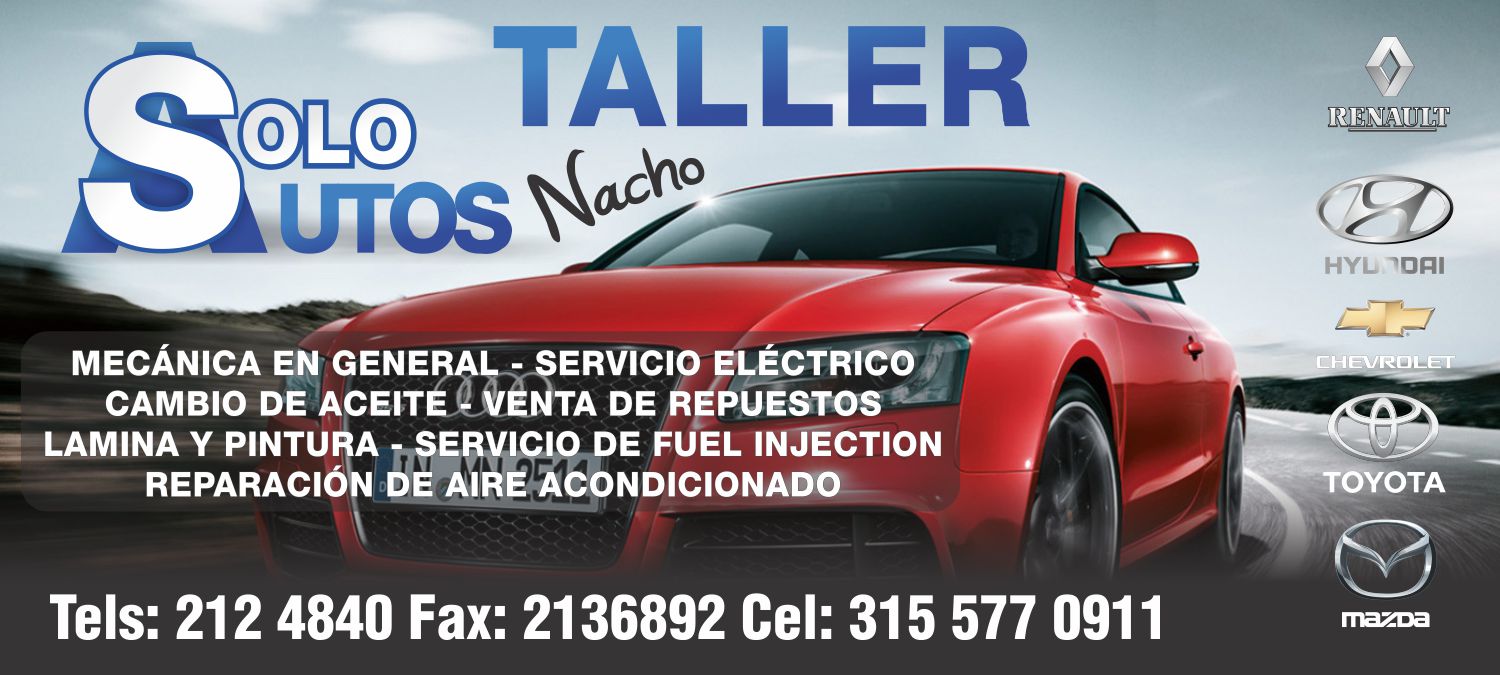 TALLER
SOLO
AUTOS
Nacho
RENAULT
HYUNDAI
CHEVROLET
TOYOTA
mazda
MECÁNICA EN GENERAL - SERVICIO ELÉCTRICO
CAMBIO DE ACEITE - VENTA DE REPUESTOS
LAMINA Y PINTURA - SERVICIO DE FUEL INJECTION
REPARACIÓN DE AIRE ACONDICIONADO
Tels: 212 4840 Fax: 2136892 Cel: 315 577 0911